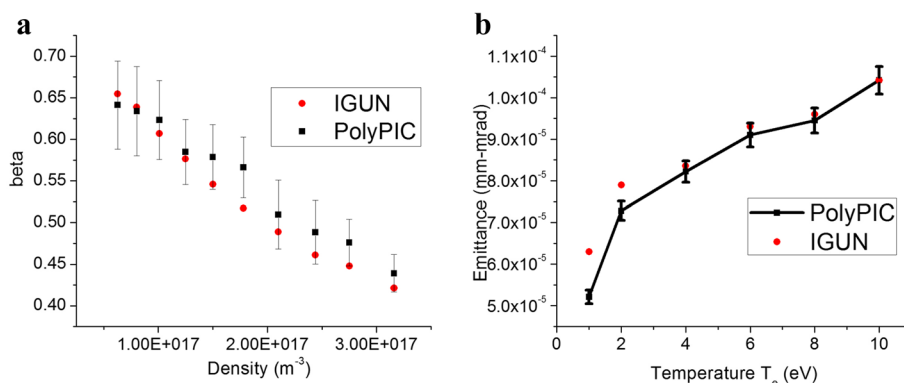 a
0.70
0.65
0.60
0.55
0.50
0.45
0.40
beta
IGUN
PolyPIC
1.00E+017 2.00E+017 3.00E+017
Density (m-3)
b
1.1x10-4
1.0x10-4
9.0x10-5
8.0x10-5
7.0x10-5
6.0x10-5
5.0x10-5
Emittance (mm-mrad)
PolyPIC
IGUN
0 2 4 6 8 10
Temperature T (eV)